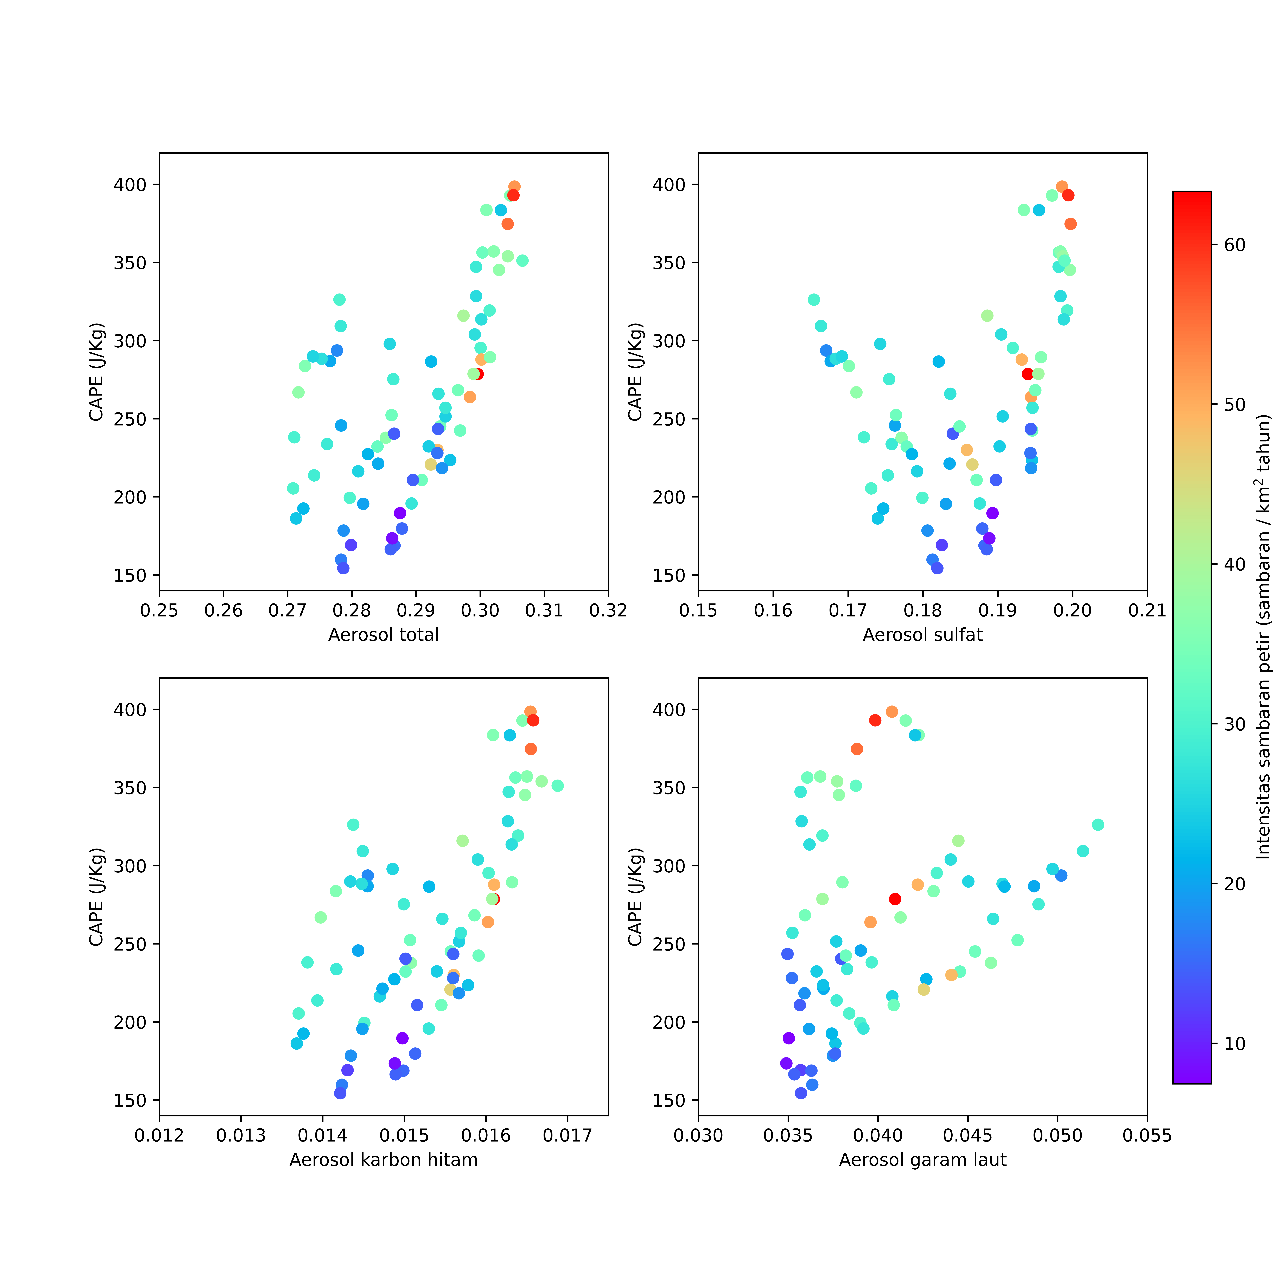 400
350
300
250
200
150
CAPE (J/Kg)
0.25 0.26 0.27 0.28 0.29 0.30 0.31 0.32
Aerosol total
400
350
300
250
200
150
CAPE (J/Kg)
0.15 0.16 0.17 0.18 0.19 0.20 0.21
Aerosol sulfat
400
350
300
250
200
150
CAPE (J/Kg)
0.012 0.013 0.014 0.015 0.016 0.017
Aerosol karbon hitam
400
350
300
250
200
150
CAPE (J/Kg)
0.030 0.035 0.040 0.045 0.050 0.055
Aerosol garam laut
60
50
40
30
20
10
Intensitas sambaran petir (sambaran / km² tahun)